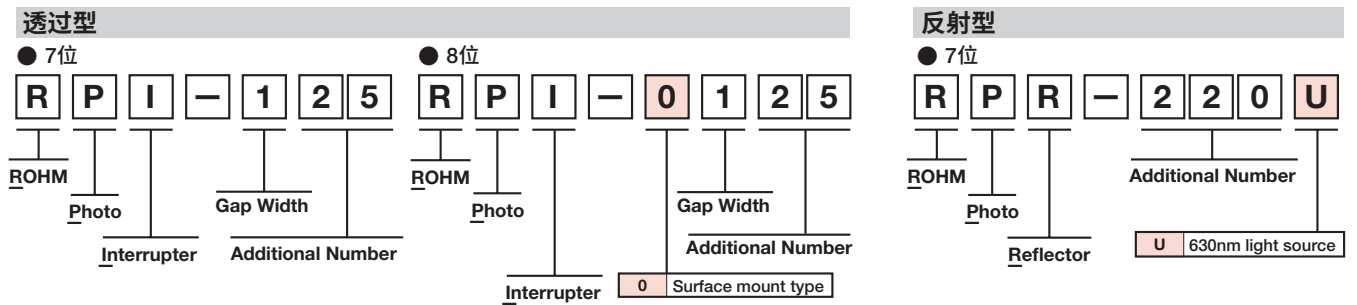 透过型
● 7位
R P I — 1 2 5
ROHM
Photo
Interrupter
Gap Width
Additional Number
● 8位
R P I — 0 1 2 5
ROHM
Photo
Interrupter
0 Surface mount type
Gap Width
Additional Number
反射型
● 7位
R P R — 2 2 0 U
ROHM
Photo
Reflector
Additional Number
U 630nm light source